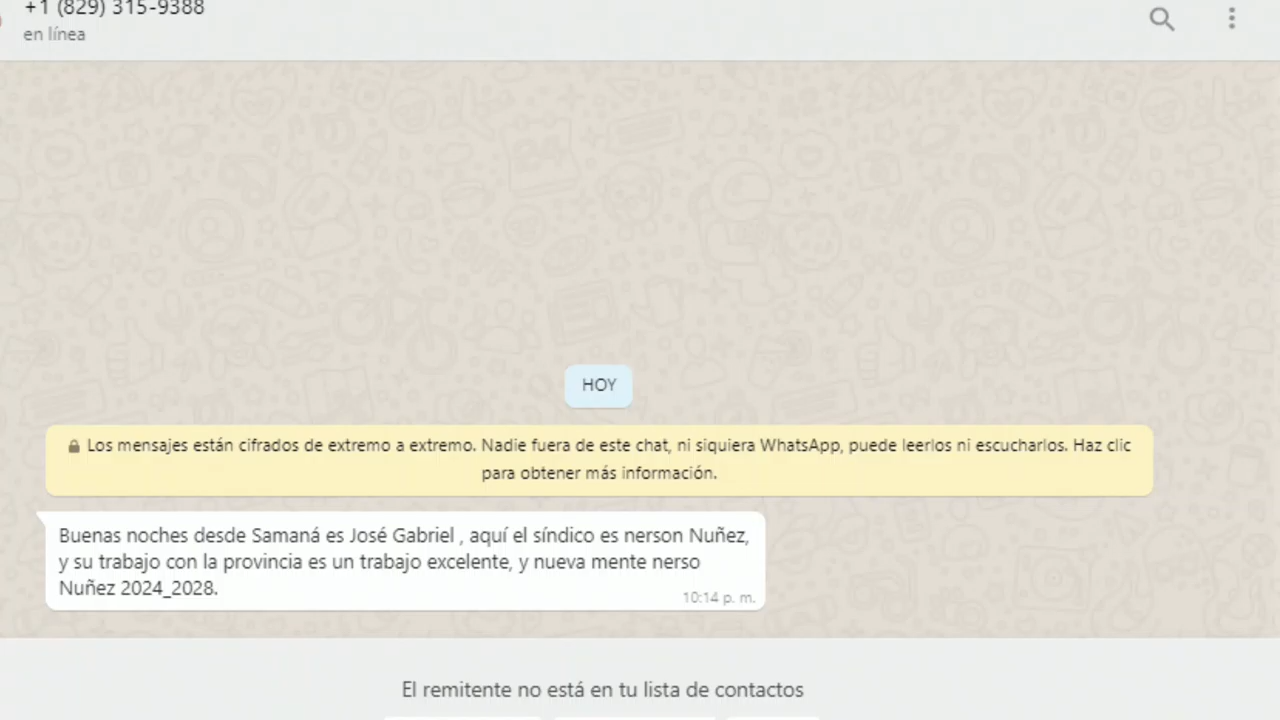 +1 (829) 315-9388
en línea
HOY
Los mensajes están cifrados de extremo a extremo. Nadie fuera de este chat, ni siquiera WhatsApp, puede leerlos ni escucharlos. Haz clic
para obtener más información.
Buenas noches desde Samaná es José Gabriel , aquí el síndico es nerson Nuñez,
y su trabajo con la provincia es un trabajo excelente, y nueva mente nerso
Nuñez 2024_2028.
10:14 p. m.
El remitente no está en tu lista de contactos